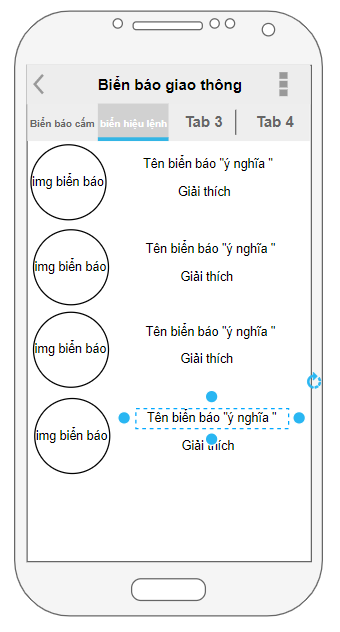 Biển báo giao thông
Biển báo cấm biển hiệu lệnh Tab 3 Tab 4
img biển báo
Tên biển báo "ý nghĩa "
Giải thích
img biển báo
Tên biển báo "ý nghĩa "
Giải thích
img biển báo
Tên biển báo "ý nghĩa "
Giải thích
img biển báo
Tên biển báo "ý nghĩa "
Giải thích